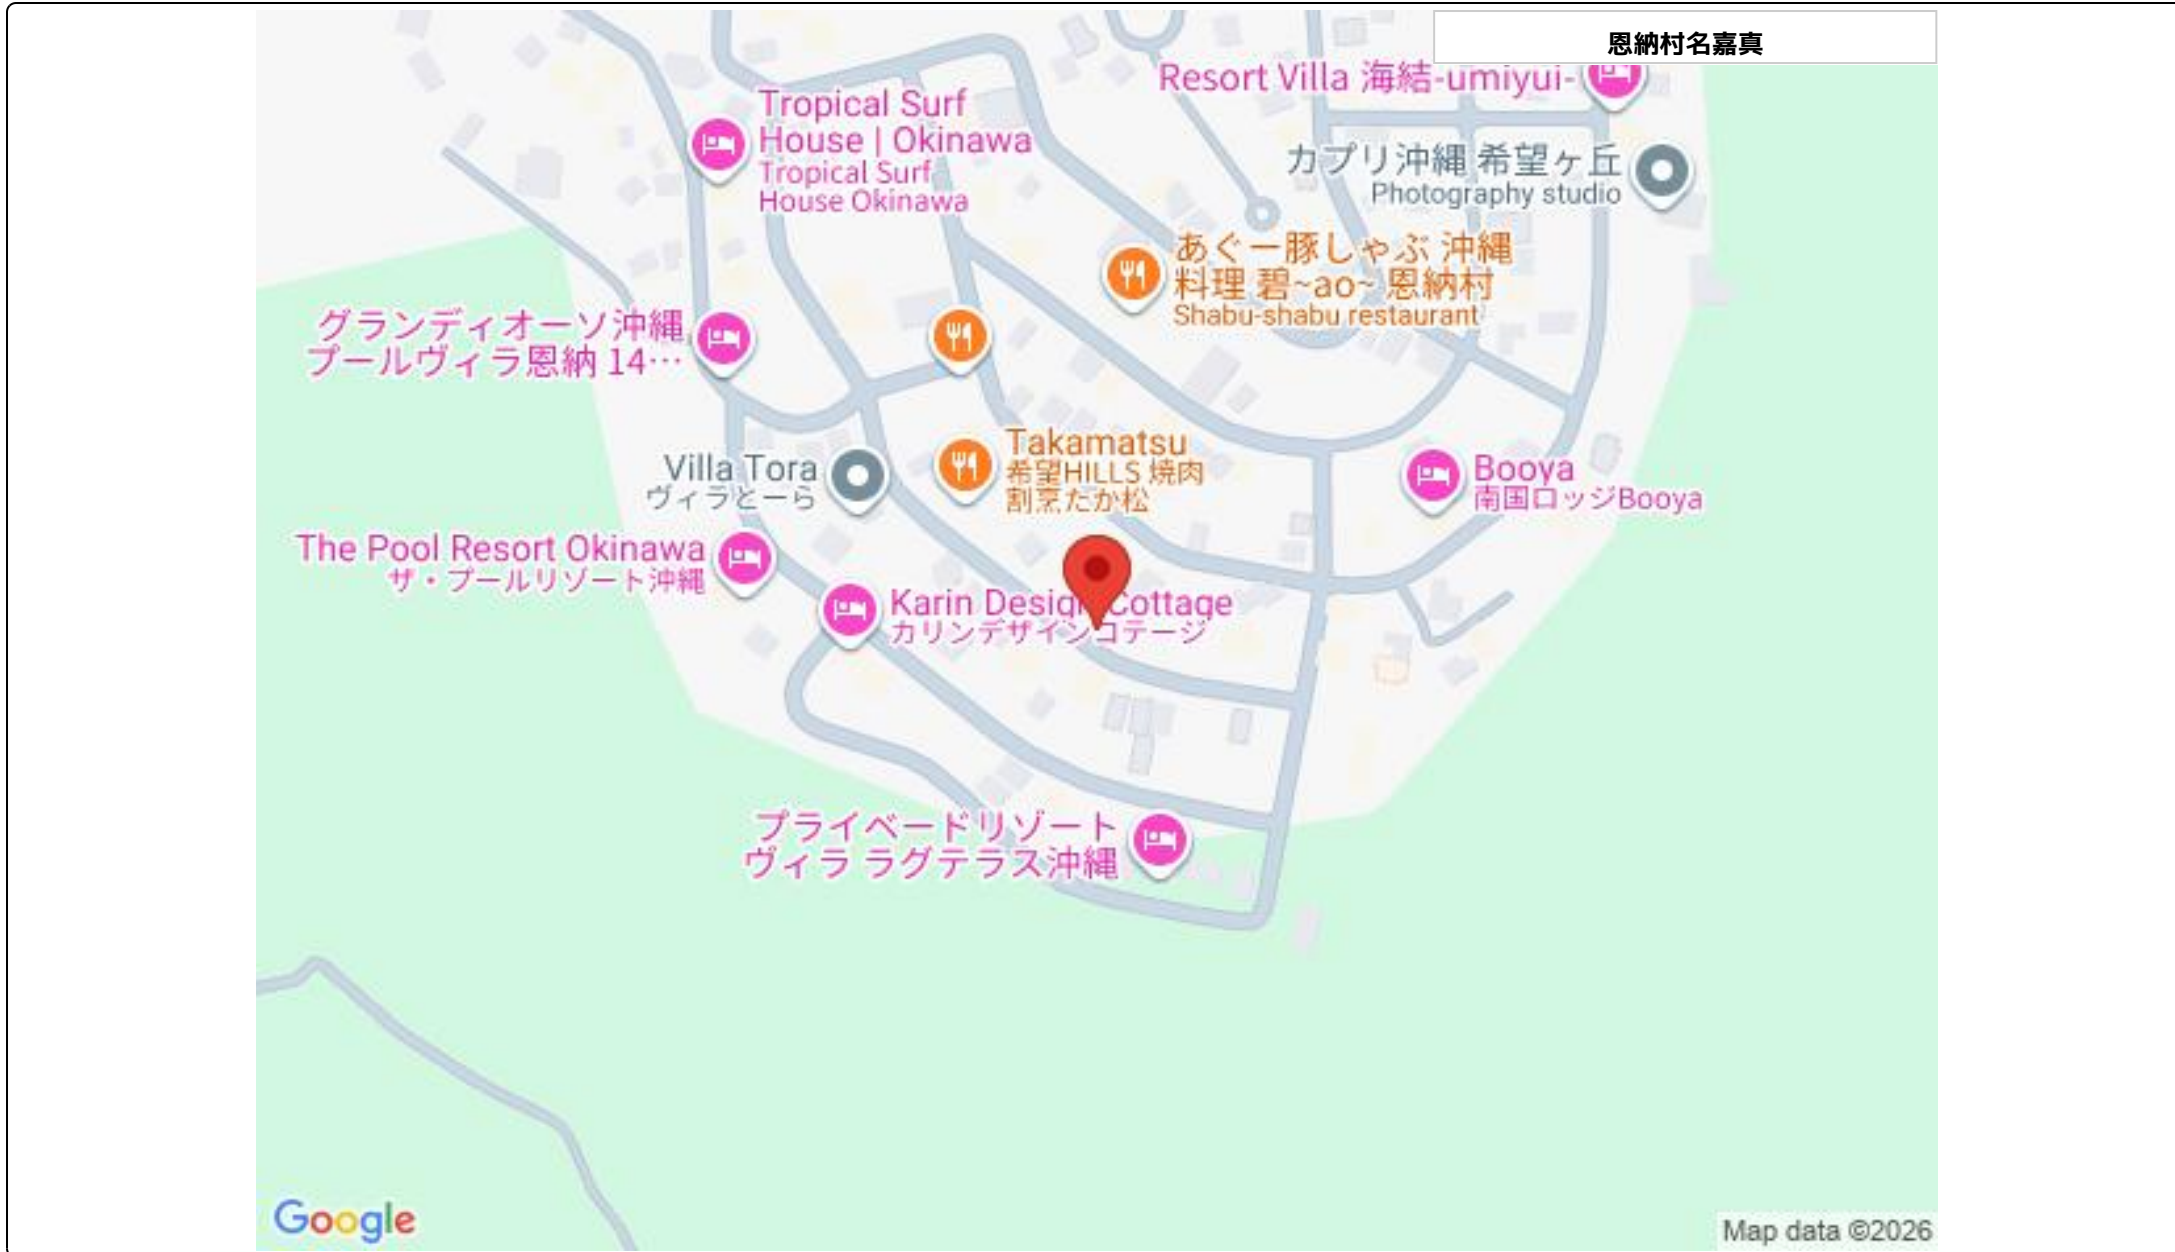 恩納村名嘉真
Resort Villa 海結-umiyui-
Tropical Surf
House | Okinawa
Tropical Surf
House Okinawa
カプリ沖縄 希望ヶ丘
Photography studio
あぐー豚しゃぶ 沖縄
料理 碧~ao~ 恩納村
Shabu-shabu restaurant
グランディオーソ沖縄
プールヴィラ恩納 14…
Takamatsu
希望HILLS 焼肉
割烹たか松
Villa Tora
ヴィラとーら
Booya
南国ロッジBooya
The Pool Resort Okinawa
ザ・プールリゾート沖縄
Karin Design Cottage
カリンデザインコテージ
プライベードリゾート
ヴィラ ラグテラス沖縄
Google
Map data ©2026